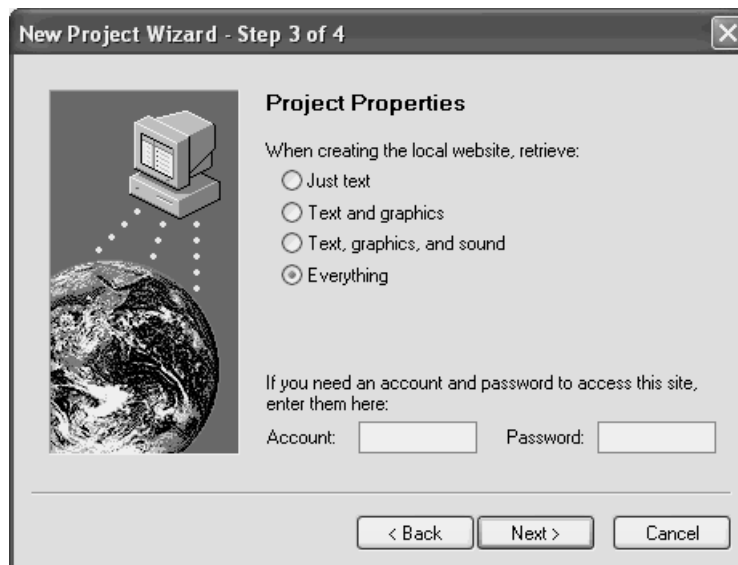 New Project Wizard - Step 3 of 4
Project Properties
When creating the local website, retrieve:
Just text
Text and graphics
Text, graphics, and sound
Everything
If you need an account and password to access this site,
enter them here:
Account:
Password:
< Back
Next >
Cancel